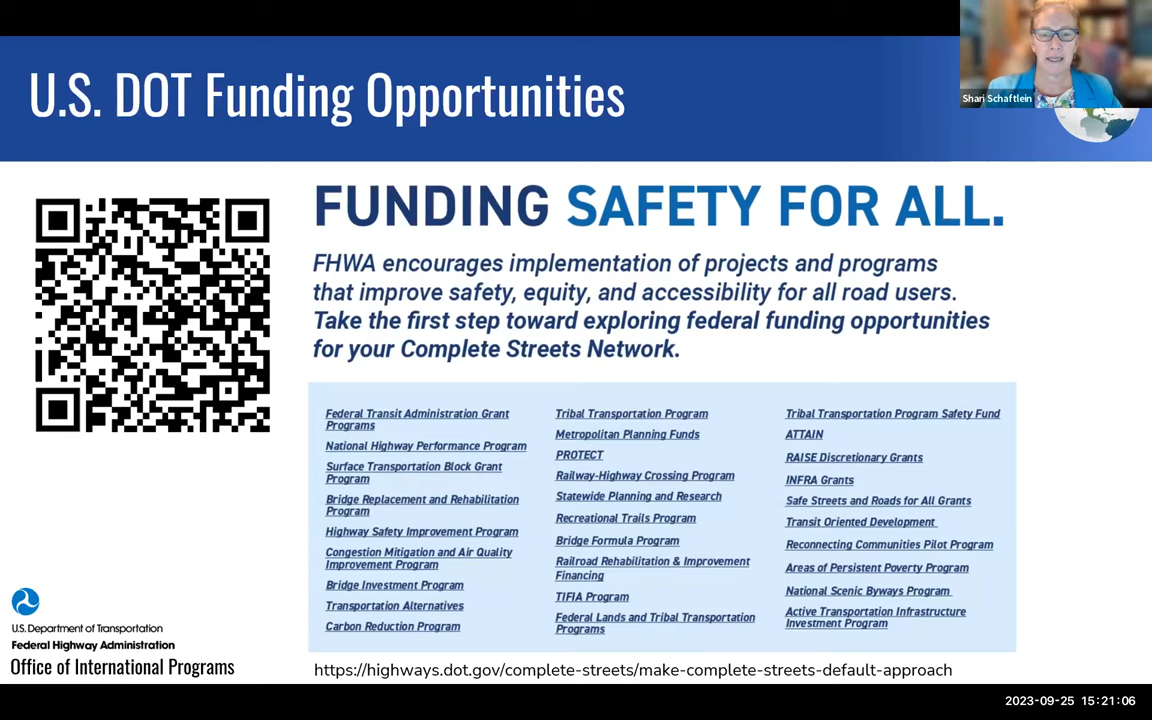 U.S. DOT Funding Opportunities
Shari Schaftlein
FUNDING SAFETY FOR ALL.
FHWA encourages implementation of projects and programs
that improve safety, equity, and accessibility for all road users.
Take the first step toward exploring federal funding opportunities
for your Complete Streets Network.
Federal Transit Administration Grant
Programs
National Highway Performance Program
Surface Transportation Block Grant
Program
Bridge Replacement and Rehabilitation
Program
Highway Safety Improvement Program
Congestion Mitigation and Air Quality
Improvement Program
Bridge Investment Program
Transportation Alternatives
Carbon Reduction Program
Tribal Transportation Program
Metropolitan Planning Funds
PROTECT
Railway-Highway Crossing Program
Statewide Planning and Research
Recreational Trails Program
Bridge Formula Program
Railroad Rehabilitation & Improvement
Financing
TIFIA Program
Federal Lands and Tribal Transportation
Programs
Tribal Transportation Program Safety Fund
ATTAIN
RAISE Discretionary Grants
INFRA Grants
Safe Streets and Roads for All Grants
Transit Oriented Development
Reconnecting Communities Pilot Program
Areas of Persistent Poverty Program
National Scenic Byways Program
Active Transportation Infrastructure
Investment Program
U.S. Department of Transportation
Federal Highway Administration
Office of International Programs
https://highways.dot.gov/complete-streets/make-complete-streets-default-approach
2023-09-25 15:21:06